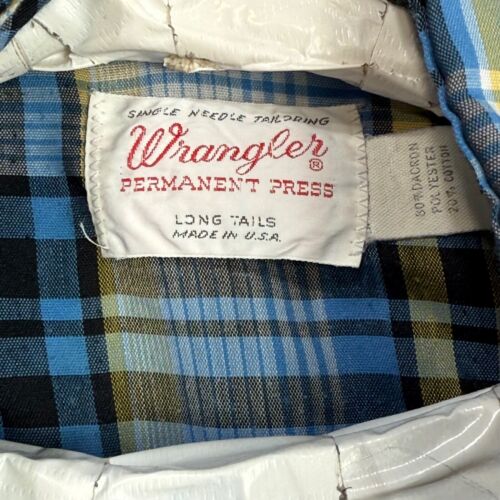 SINGLE NEEDLE TAILORING
Wrangler®
PERMANENT PRESS
LONG TAILS
MADE IN U.S.A.
80% DACRON
POLYESTER
20% COTTON